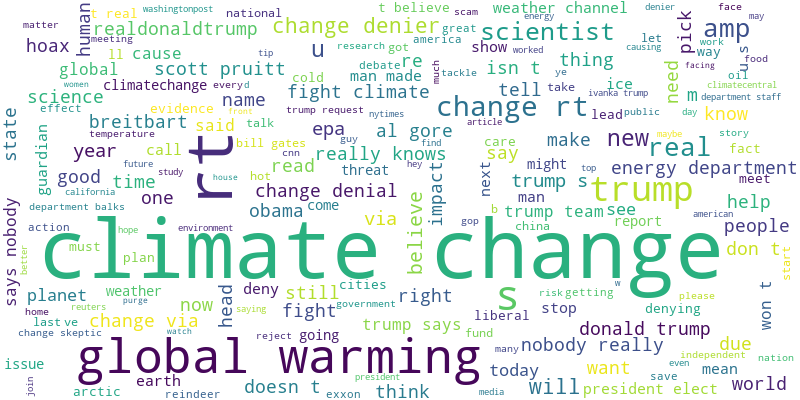 matter
t real
national
t believe
weather channel
face
washingtonpost
scam
energy
may
denier
human
meeting
realdonaldtrump
change denier
scientist
pick
amp
hoax
tip
research
got
america
great
causing
let
work
ll
cause
u
debate
show
worked
way
u s
food
global
scott pruitt
cold
man made
re
isn t
thing
facing
women
climatechange
every
d
fight climate
much
tackle
ye
ice
need
oil
climatecentral
science
name
trump request
nytimes
tell
take
ivanka trump
m
department staff
effect
evidence
front
change rt
lead
public
day
know
state
breitbart
said
epa
al gore
article
new
real
maybe
temperature
talk
bill gates
guy
find
make
story
guardian
year
call
rt
cnn
really knows
care
say
energy department
fact
future
study
hot
read
threat
hey
might
top
good
time
house
change denial
impact
next
trump s
trump
meet
california
one
obama
come
believe
man
help
department balks
via
b
trump team
see
american
action
hope
environment
gop
china
report
people
says nobody
must
plan
climate change
don t
better
planet
weather
deny
still
cities
right
s
risk
getting
w
denying
please
start
home
purge
reuters
now
head
government
liberal
stop
won t
last
ve
change via
saying
fight
trump says
fund
donald trump
independent
change skeptic
watch
reject
going
many
nobody really
due
even
nation
issue
global warming
today
want
mean
arctic
earth
doesn t
president
think
will
save
world
join
reindeer
exxon
media
president elect